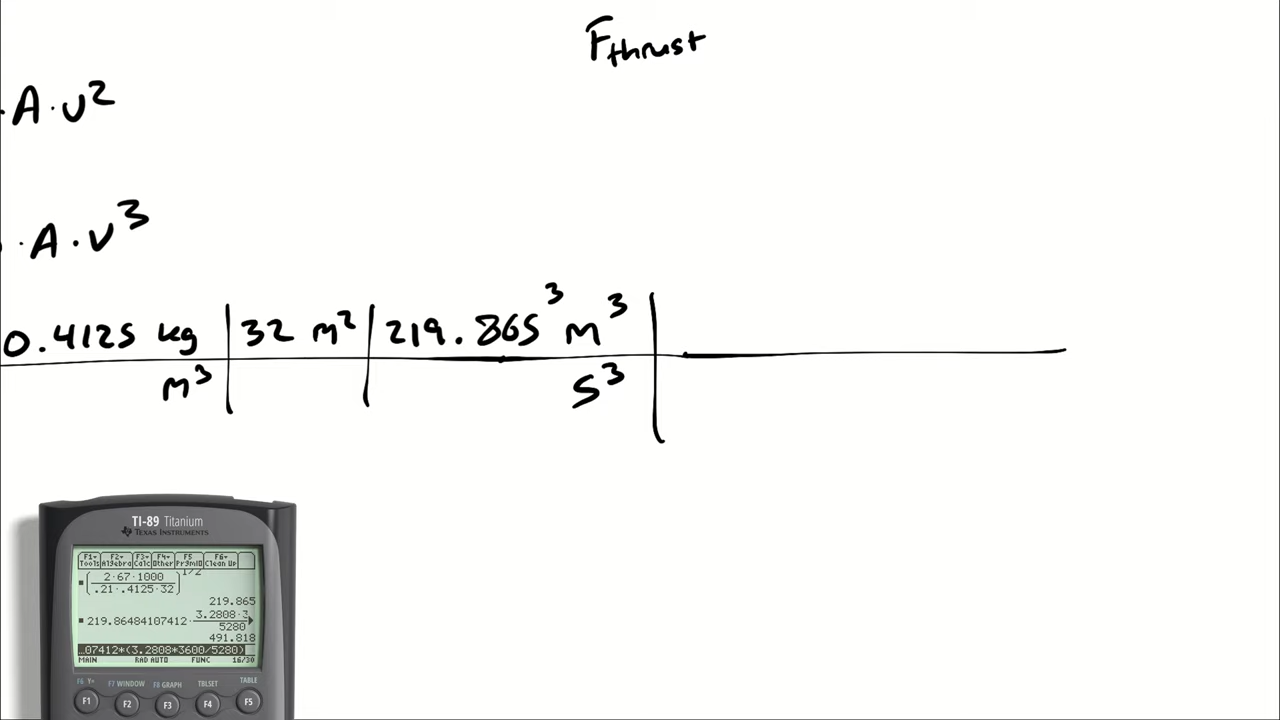 Fthrust
·A·v²
·A·v³
0.4125 kg 32 m² 219.865³ m³
m³ s³
TI-89 Titanium
TEXAS INSTRUMENTS
F1▾ F2▾ F3▾ F4▾ F5 F6▾
Tools Algebra Calc Other PrgmIO Clean Up
(2·67·1000/.21·.4125·32)^1/2
219.865
219.86484107412·3.2808·3▸/5280
491.818
…07412*(3.2808*3600/5280)
MAIN RAD AUTO FUNC 16/30
F6 Y= F7 WINDOW F8 GRAPH TBLSET TABLE
F1 F2 F3 F4 F5